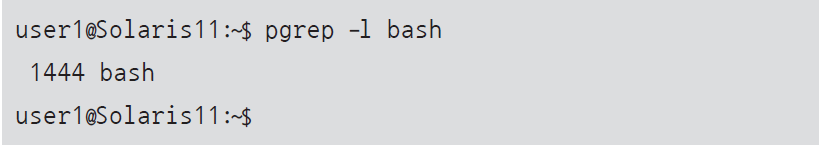 user1@Solaris11:~$ pgrep -l bash
1444 bash
user1@Solaris11:~$